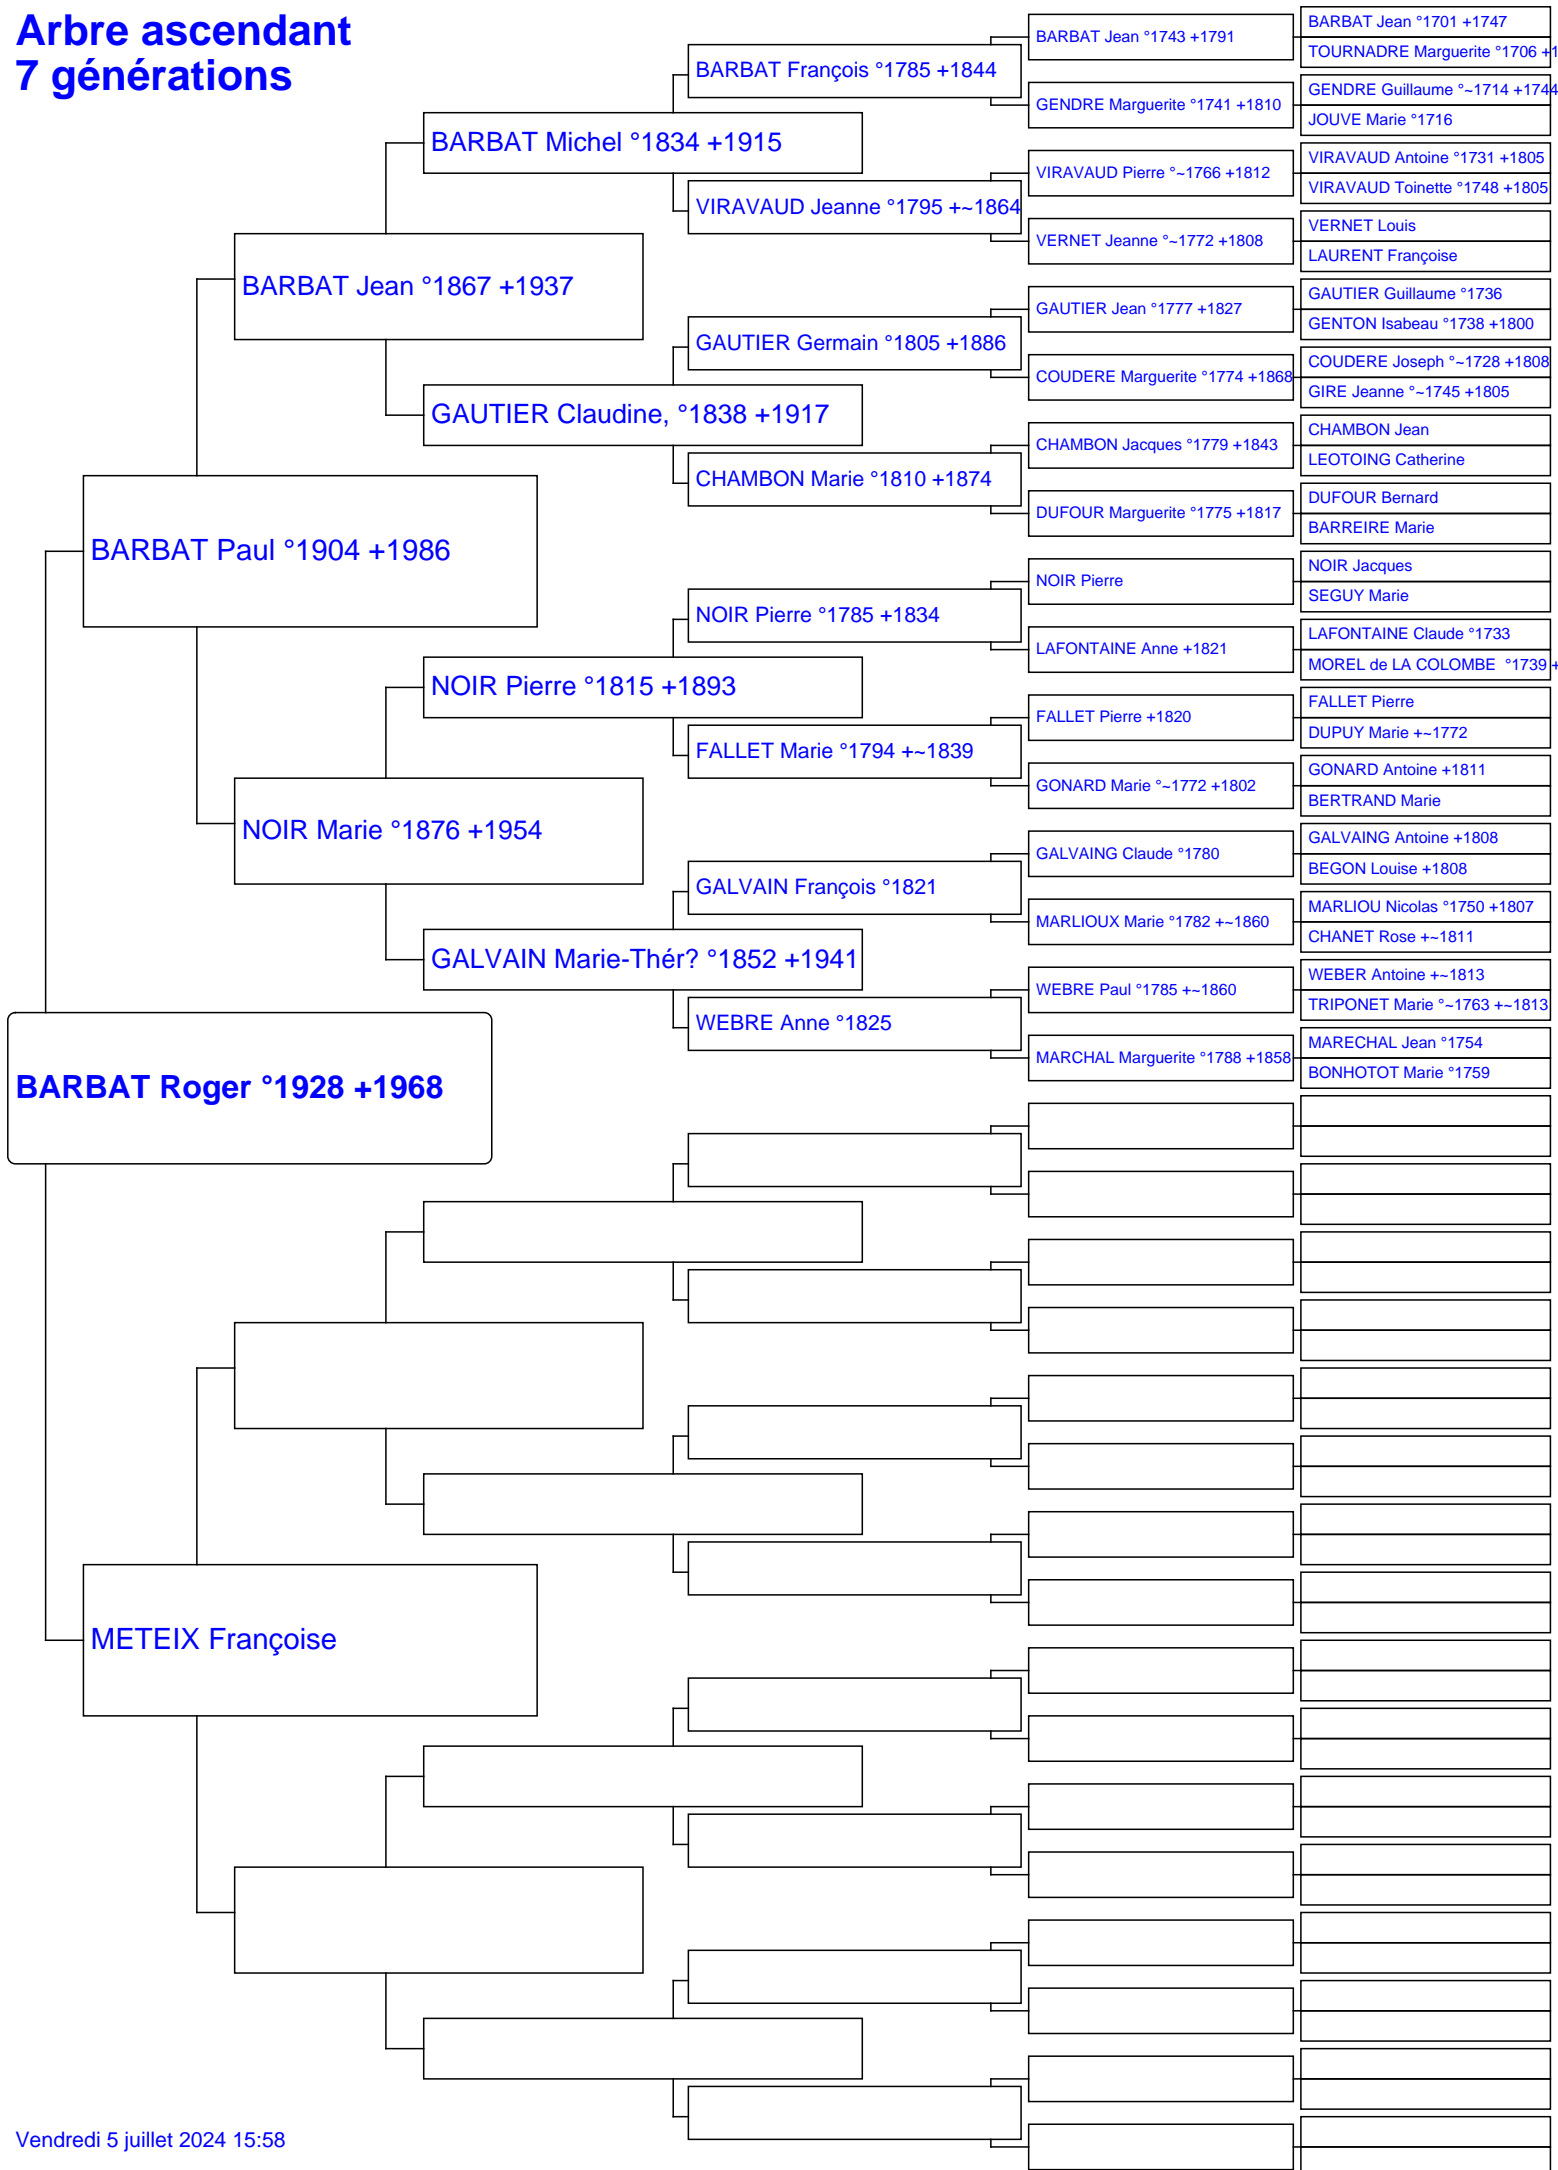 Arbre ascendant
7 générations
BARBAT Roger °1928 +1968
BARBAT Paul °1904 +1986
METEIX Françoise
BARBAT Jean °1867 +1937
NOIR Marie °1876 +1954
BARBAT Michel °1834 +1915
GAUTIER Claudine, °1838 +1917
NOIR Pierre °1815 +1893
GALVAIN Marie-Thér? °1852 +1941
BARBAT François °1785 +1844
VIRAVAUD Jeanne °1795 +~1864
GAUTIER Germain °1805 +1886
CHAMBON Marie °1810 +1874
NOIR Pierre °1785 +1834
FALLET Marie °1794 +~1839
GALVAIN François °1821
WEBRE Anne °1825
BARBAT Jean °1743 +1791
GENDRE Marguerite °1741 +1810
VIRAVAUD Pierre °~1766 +1812
VERNET Jeanne °~1772 +1808
GAUTIER Jean °1777 +1827
COUDERE Marguerite °1774 +1868
CHAMBON Jacques °1779 +1843
DUFOUR Marguerite °1775 +1817
NOIR Pierre
LAFONTAINE Anne +1821
FALLET Pierre +1820
GONARD Marie °~1772 +1802
GALVAING Claude °1780
MARLIOUX Marie °1782 +~1860
WEBRE Paul °1785 +~1860
MARCHAL Marguerite °1788 +1858
BARBAT Jean °1701 +1747
TOURNADRE Marguerite °1706 +1
GENDRE Guillaume °~1714 +1744
JOUVE Marie °1716
VIRAVAUD Antoine °1731 +1805
VIRAVAUD Toinette °1748 +1805
VERNET Louis
LAURENT Françoise
GAUTIER Guillaume °1736
GENTON Isabeau °1738 +1800
COUDERE Joseph °~1728 +1808
GIRE Jeanne °~1745 +1805
CHAMBON Jean
LEOTOING Catherine
DUFOUR Bernard
BARREIRE Marie
NOIR Jacques
SEGUY Marie
LAFONTAINE Claude °1733
MOREL de LA COLOMBE °1739 +
FALLET Pierre
DUPUY Marie +~1772
GONARD Antoine +1811
BERTRAND Marie
GALVAING Antoine +1808
BEGON Louise +1808
MARLIOU Nicolas °1750 +1807
CHANET Rose +~1811
WEBER Antoine +~1813
TRIPONET Marie °~1763 +~1813
MARECHAL Jean °1754
BONHOTOT Marie °1759
Vendredi 5 juillet 2024 15:58